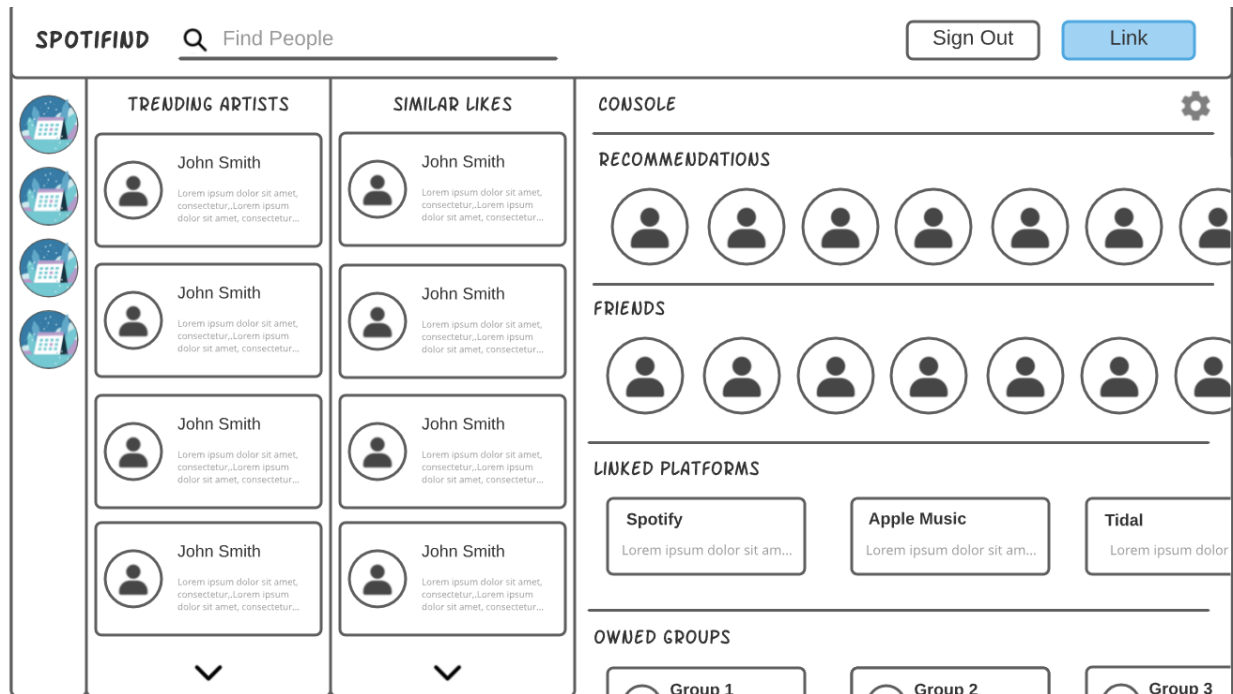 SPOTIFIND
Find People
Sign Out
Link
TRENDING ARTISTS
John Smith
Lorem ipsum dolor sit amet,
consectetur,.Lorem ipsum
dolor sit amet, consectetur...
John Smith
Lorem ipsum dolor sit amet,
consectetur,.Lorem ipsum
dolor sit amet, consectetur...
John Smith
Lorem ipsum dolor sit amet,
consectetur,.Lorem ipsum
dolor sit amet, consectetur...
John Smith
Lorem ipsum dolor sit amet,
consectetur,.Lorem ipsum
dolor sit amet, consectetur...
SIMILAR LIKES
John Smith
Lorem ipsum dolor sit amet,
consectetur,.Lorem ipsum
dolor sit amet, consectetur...
John Smith
Lorem ipsum dolor sit amet,
consectetur,.Lorem ipsum
dolor sit amet, consectetur...
John Smith
Lorem ipsum dolor sit amet,
consectetur,.Lorem ipsum
dolor sit amet, consectetur...
John Smith
Lorem ipsum dolor sit amet,
consectetur,.Lorem ipsum
dolor sit amet, consectetur...
CONSOLE
RECOMMENDATIONS
FRIENDS
LINKED PLATFORMS
Spotify
Lorem ipsum dolor sit am...
Apple Music
Lorem ipsum dolor sit am...
Tidal
Lorem ipsum dolor
OWNED GROUPS
Group 1
Group 2
Group 3